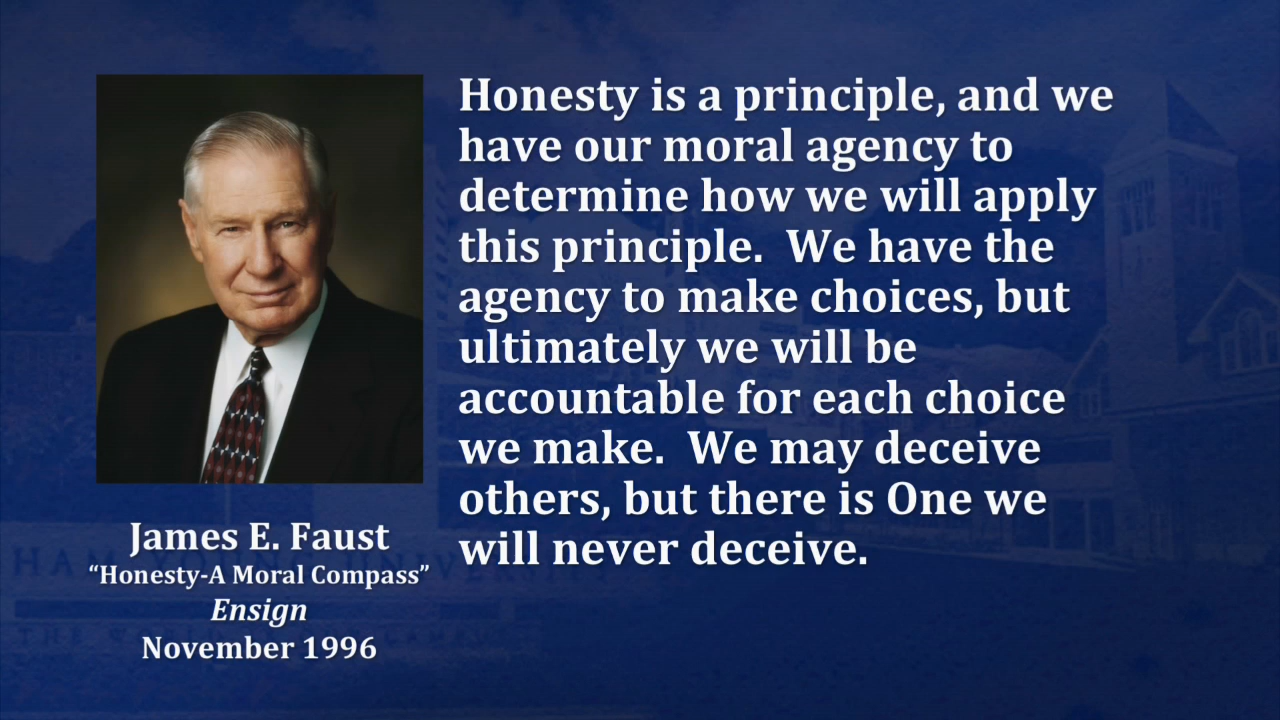 Honesty is a principle, and we
have our moral agency to
determine how we will apply
this principle.  We have the
agency to make choices, but
ultimately we will be
accountable for each choice
we make.  We may deceive
others, but there is One we
will never deceive.
James E. Faust
“Honesty-A Moral Compass”
Ensign
November 1996